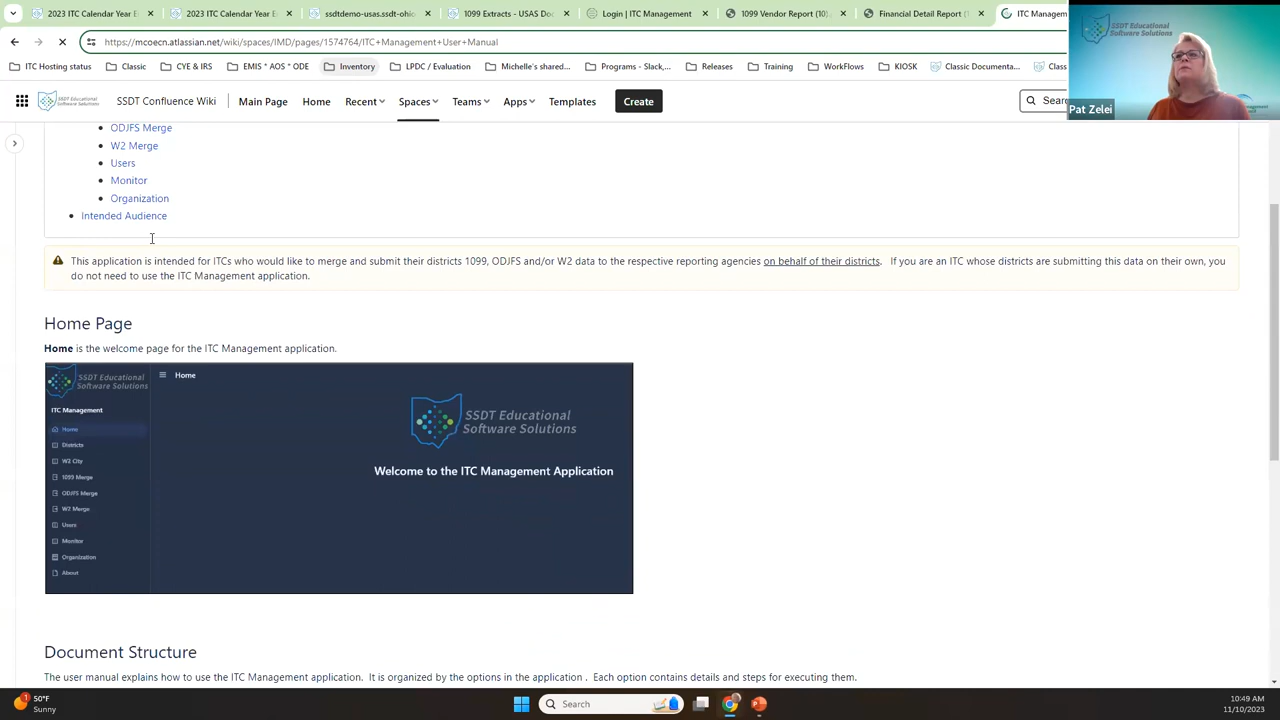 2023 ITC Calendar Year E
2023 ITC Calendar Year E
ssdtdemo-usas.ssdt-ohio
1099 Extracts - USAS Doc
Login | ITC Management
1099 Vendor Report (10).
Financial Detail Report (1
ITC Managem
https://mcoecn.atlassian.net/wiki/spaces/IMD/pages/1574764/ITC+Management+User+Manual
ITC Hosting status
Classic
CYE & IRS
EMIS * AOS * ODE
Inventory
LPDC / Evaluation
Michelle's shared...
Programs - Slack,...
Releases
Training
WorkFlows
KIOSK
Classic Documenta...
Class
SSDT Educational
Software Solutions
Pat Zelei
SSDT Confluence Wiki
Main Page
Home
Recent
Spaces
Teams
Apps
Templates
Create
Sear
ODJFS Merge
W2 Merge
Users
Monitor
Organization
Intended Audience
This application is intended for ITCs who would like to merge and submit their districts 1099, ODJFS and/or W2 data to the respective reporting agencies on behalf of their districts. If you are an ITC whose districts are submitting this data on their own, you
do not need to use the ITC Management application.
Home Page
Home is the welcome page for the ITC Management application.
SSDT Educational
Software Solutions
Home
ITC Management
Home
Districts
W2 City
1099 Merge
ODJFS Merge
W2 Merge
Users
Monitor
Organization
About
SSDT Educational
Software Solutions
Welcome to the ITC Management Application
Document Structure
The user manual explains how to use the ITC Management application. It is organized by the options in the application . Each option contains details and steps for executing them.
1
50°F
Sunny
Search
10:49 AM
11/10/2023